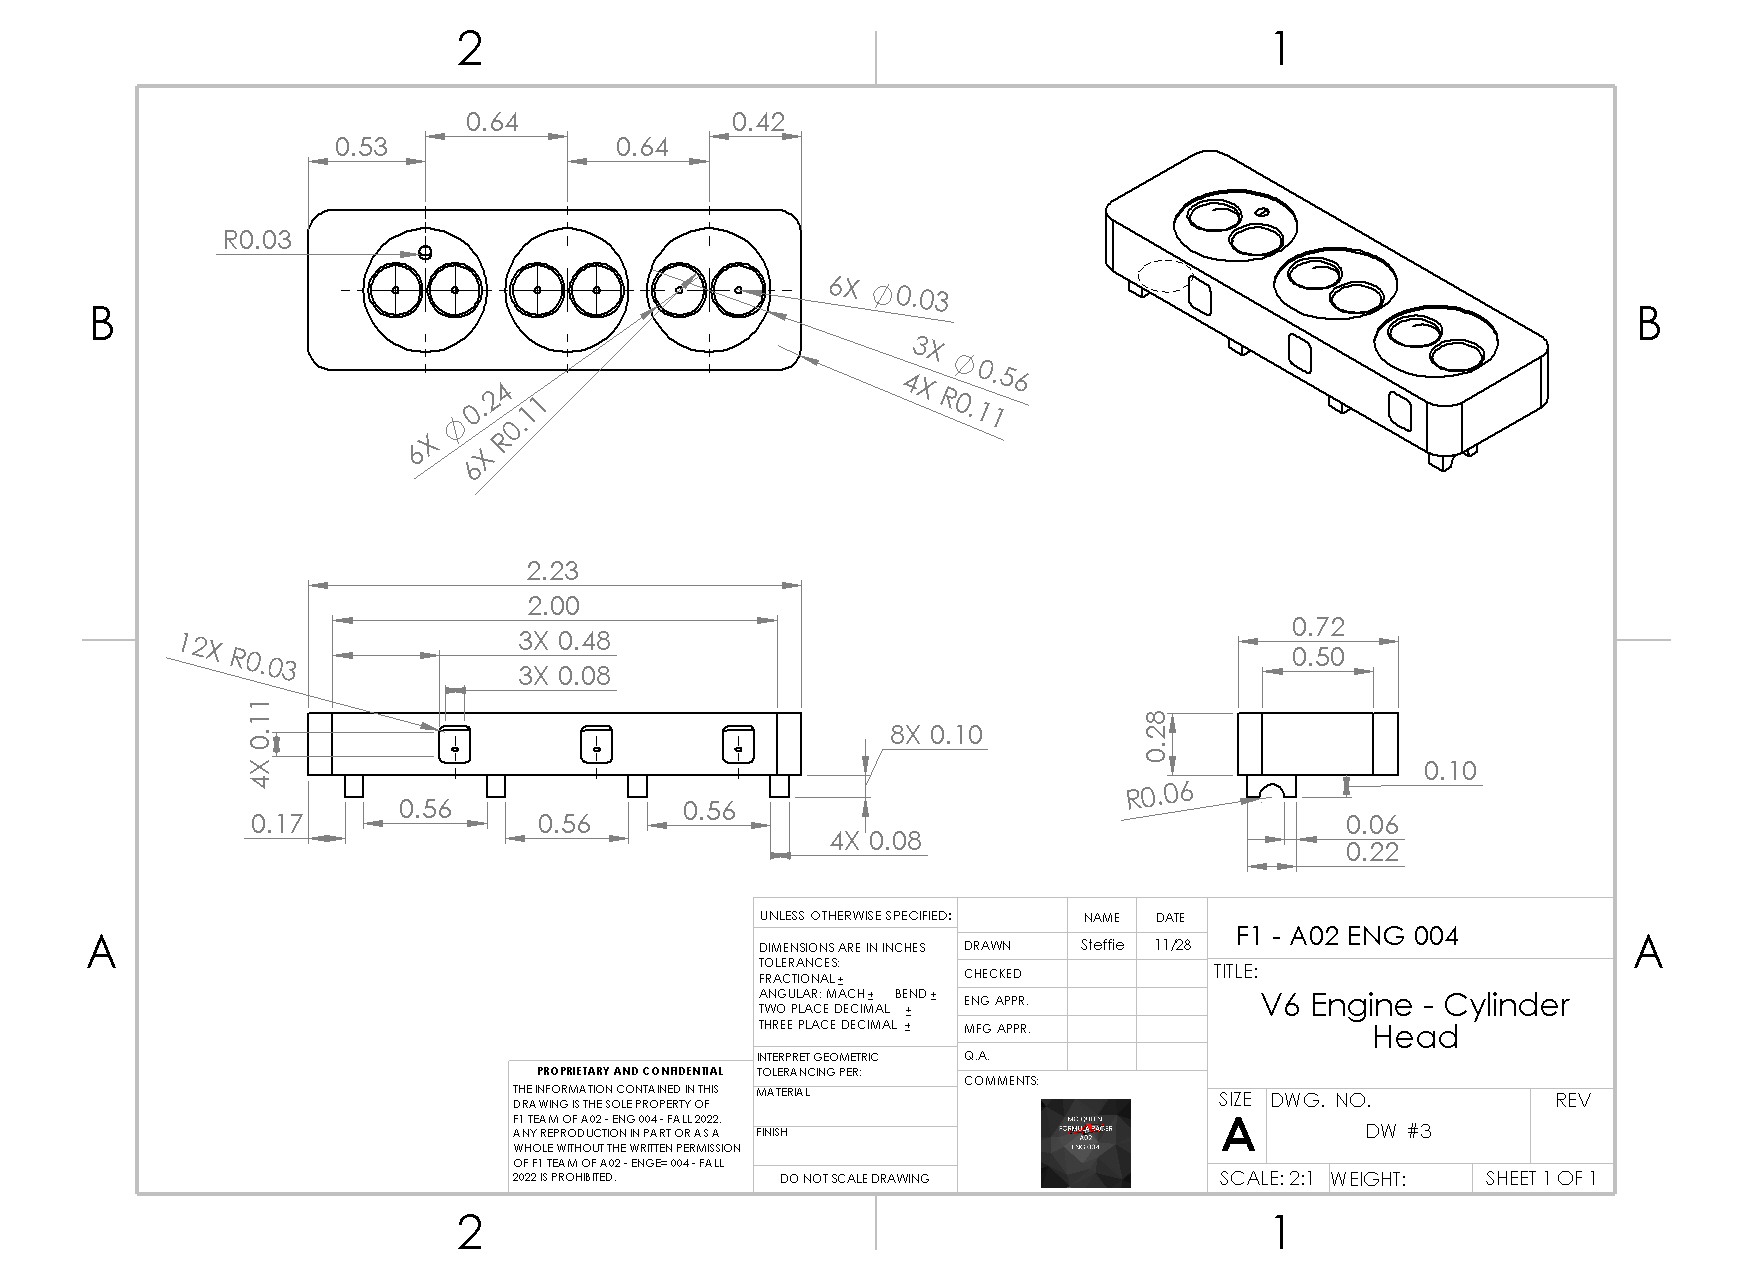 2
1
0.64
0.42
0.53
0.64
R0.03
6X ∅0.03
3X ∅0.56
4X R0.11
6X ∅0.24
6X R0.11
B
B
2.23
2.00
3X 0.48
3X 0.08
12X R0.03
4X 0.11
8X 0.10
0.17
0.56
0.56
0.56
4X 0.08
0.72
0.50
0.28
0.10
R0.06
0.06
0.22
A
A
UNLESS OTHERWISE SPECIFIED:
DIMENSIONS ARE IN INCHES
TOLERANCES:
FRACTIONAL ±
ANGULAR: MACH ± BEND ±
TWO PLACE DECIMAL ±
THREE PLACE DECIMAL ±
INTERPRET GEOMETRIC
TOLERANCING PER:
MATERIAL
FINISH
DO NOT SCALE DRAWING
NAME DATE
DRAWN Steffie 11/28
CHECKED
ENG APPR.
MFG APPR.
Q.A.
COMMENTS:
FORMULA RACER
A02
ENG 004
F1 - A02 ENG 004
TITLE:
V6 Engine - Cylinder
Head
SIZE DWG. NO. REV
A DW #3
SCALE: 2:1 WEIGHT: SHEET 1 OF 1
PROPRIETARY AND CONFIDENTIAL
THE INFORMATION CONTAINED IN THIS
DRAWING IS THE SOLE PROPERTY OF
F1 TEAM OF A02 - ENG 004 - FALL 2022.
ANY REPRODUCTION IN PART OR AS A
WHOLE WITHOUT THE WRITTEN PERMISSION
OF F1 TEAM OF A02 - ENGE= 004 - FALL
2022 IS PROHIBITED.
2
1